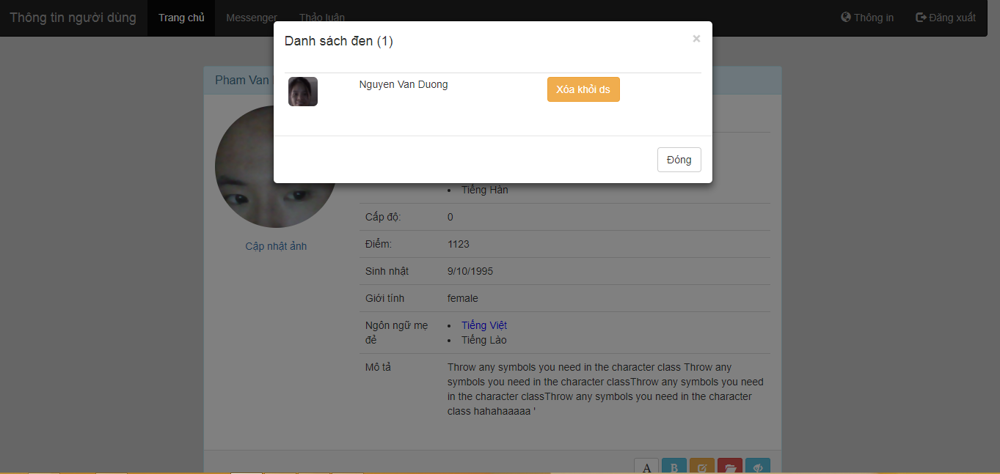 Thông tin người dùng Trang chủ Messenger Thảo luận Thông in Đăng xuất
Danh sách đen (1) ×
Pham Van
Nguyen Van Duong Xóa khỏi ds
Đóng
Tiếng Hàn
Cấp độ: 0
Cập nhật ảnh
Điểm: 1123
Sinh nhật 9/10/1995
Giới tính female
Ngôn ngữ mẹ Tiếng Việt
đẻ Tiếng Lào
Mô tả Throw any symbols you need in the character class Throw any
symbols you need in the character classThrow any symbols you need
in the character classThrow any symbols you need in the character
class hahahaaaaa '
A B